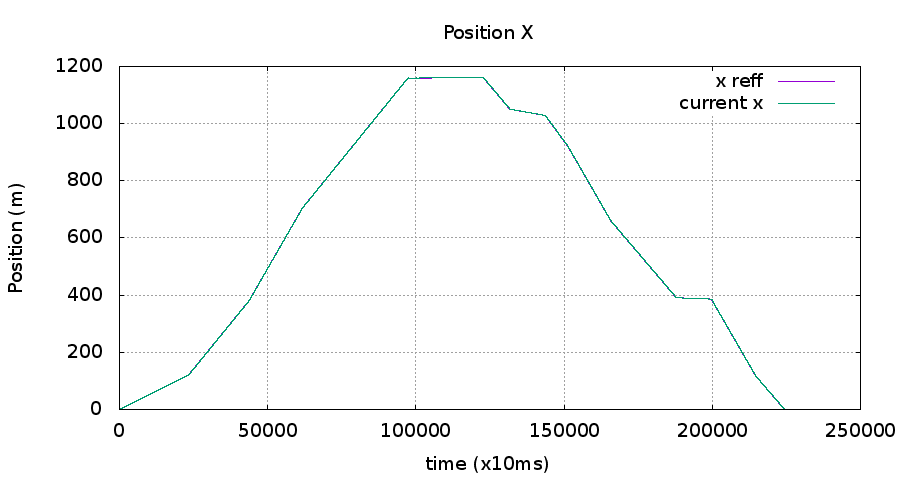 Position X
1200
1000
800
600
400
200
0
Position (m)
x reff
current x
0 50000 100000 150000 200000 250000
time (x10ms)